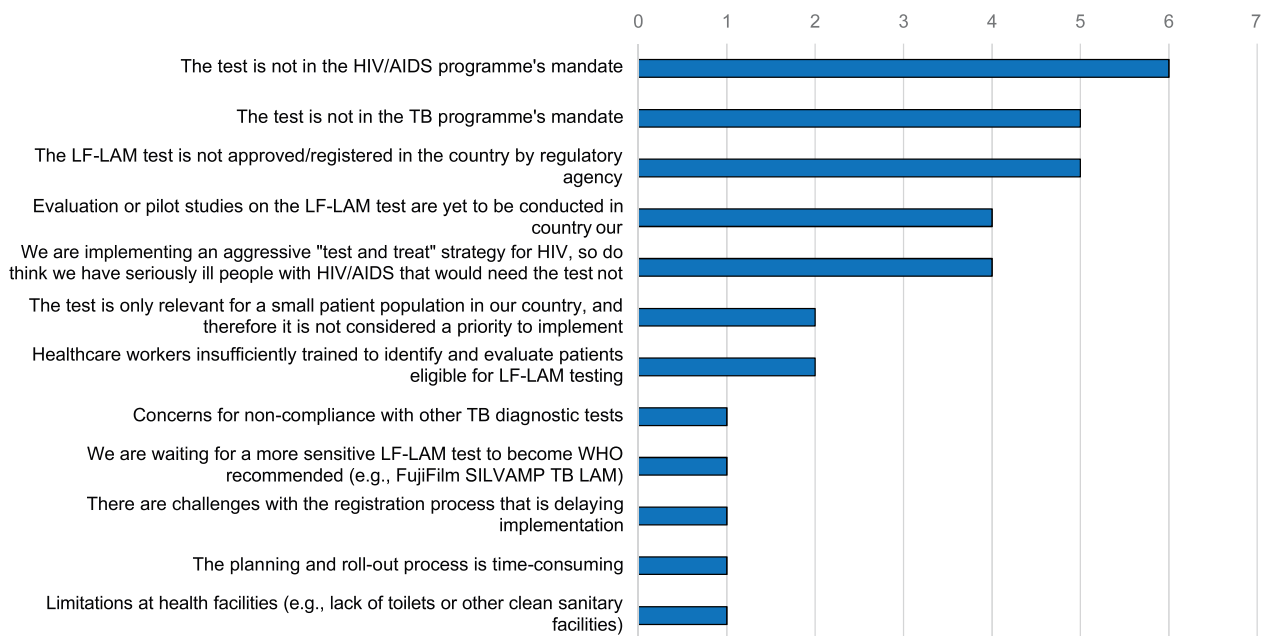 0 1 2 3 4 5 6 7
The test is not in the HIV/AIDS programme's mandate
The test is not in the TB programme's mandate
The LF-LAM test is not approved/registered in the country by regulatory
agency
Evaluation or pilot studies on the LF-LAM test are yet to be conducted in
country our
We are implementing an aggressive "test and treat" strategy for HIV, so do
think we have seriously ill people with HIV/AIDS that would need the test not
The test is only relevant for a small patient population in our country, and
therefore it is not considered a priority to implement
Healthcare workers insufficiently trained to identify and evaluate patients
eligible for LF-LAM testing
Concerns for non-compliance with other TB diagnostic tests
We are waiting for a more sensitive LF-LAM test to become WHO
recommended (e.g., FujiFilm SILVAMP TB LAM)
There are challenges with the registration process that is delaying
implementation
The planning and roll-out process is time-consuming
Limitations at health facilities (e.g., lack of toilets or other clean sanitary
facilities)